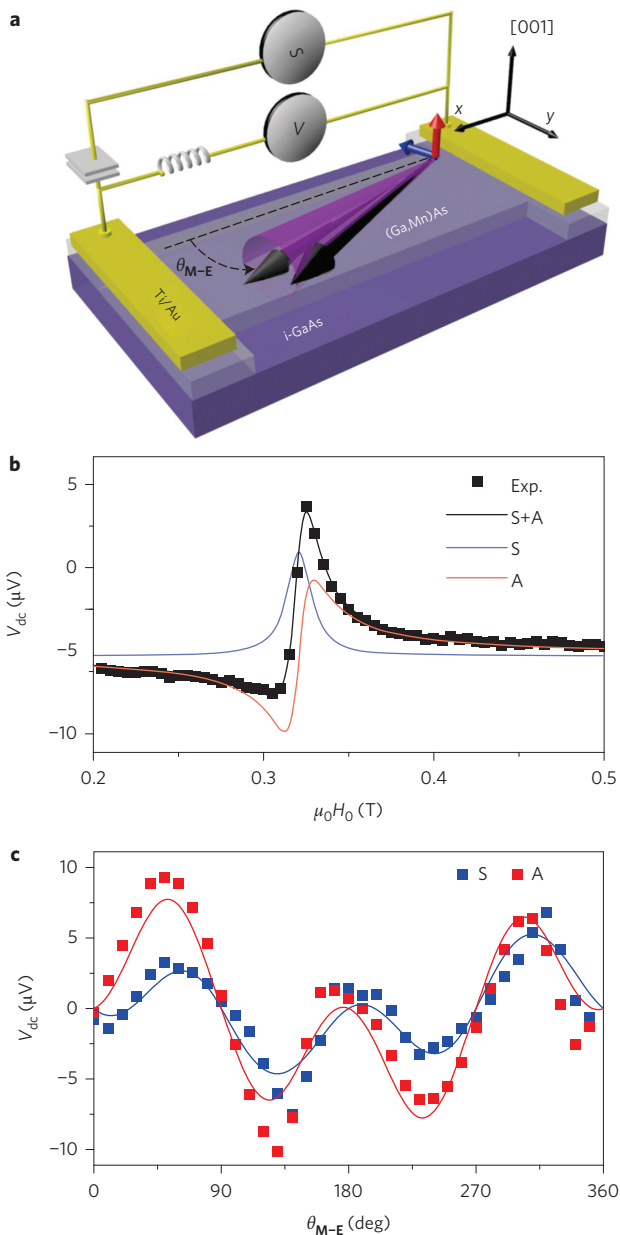 a
[001]
S
x
y
V
(Ga,Mn)As
θM–E
Ti/Au
i-GaAs
b
5
Exp.
S+A
0
S
A
Vdc (μV)
−5
−10
0.2
0.3
0.4
0.5
μ0H0 (T)
c
10
S
A
5
Vdc (μV)
0
−5
−10
0
90
180
270
360
θM–E (deg)